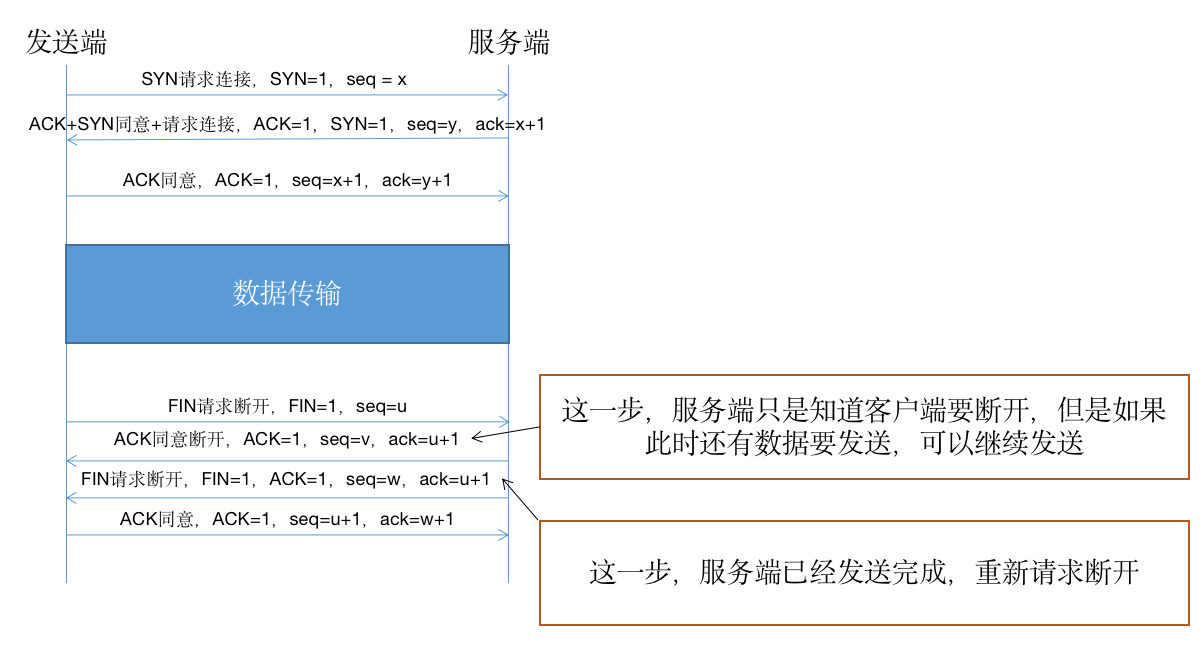 发送端
服务端
SYN请求连接，SYN=1，seq = x
ACK+SYN同意+请求连接，ACK=1，SYN=1，seq=y，ack=x+1
ACK同意，ACK=1，seq=x+1，ack=y+1
数据传输
FIN请求断开，FIN=1，seq=u
ACK同意断开，ACK=1，seq=v，ack=u+1
这一步，服务端只是知道客户端要断开，但是如果
此时还有数据要发送，可以继续发送
FIN请求断开，FIN=1，ACK=1，seq=w，ack=u+1
ACK同意，ACK=1，seq=u+1，ack=w+1
这一步，服务端已经发送完成，重新请求断开